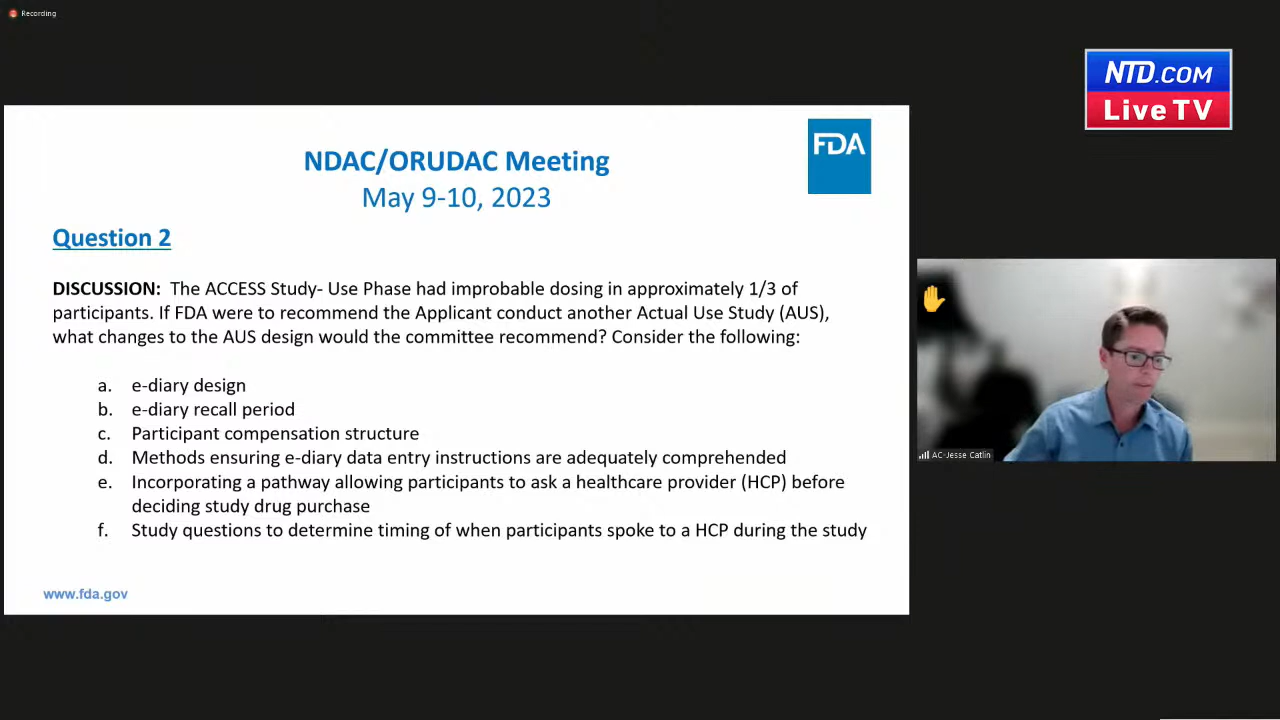 Recording
NTD.COM
Live TV
FDA
NDAC/ORUDAC Meeting
May 9-10, 2023
Question 2
DISCUSSION: The ACCESS Study- Use Phase had improbable dosing in approximately 1/3 of
participants. If FDA were to recommend the Applicant conduct another Actual Use Study (AUS),
what changes to the AUS design would the committee recommend? Consider the following:
a. e-diary design
b. e-diary recall period
c. Participant compensation structure
d. Methods ensuring e-diary data entry instructions are adequately comprehended
e. Incorporating a pathway allowing participants to ask a healthcare provider (HCP) before
deciding study drug purchase
f. Study questions to determine timing of when participants spoke to a HCP during the study
www.fda.gov
AC-Jesse Catlin